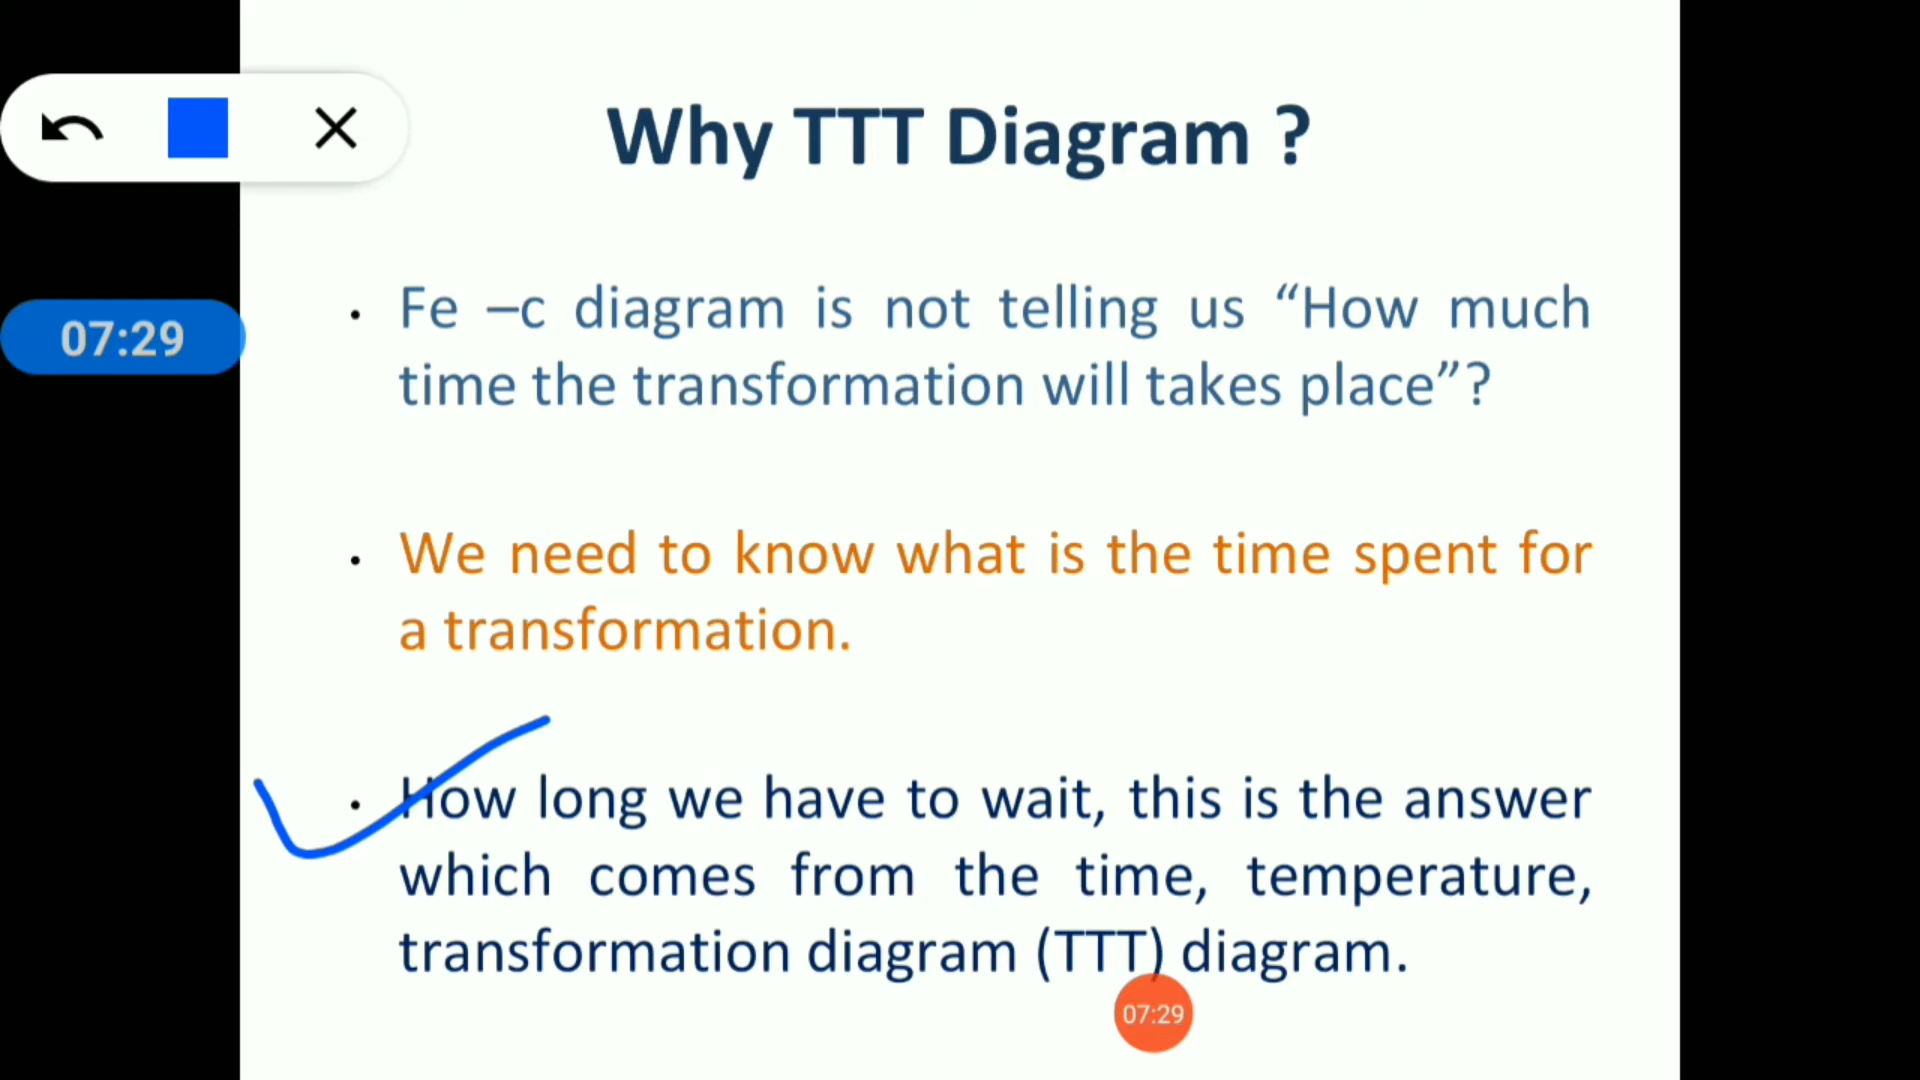 Why TTT Diagram ?
07:29
• Fe –c diagram is not telling us “How much
time the transformation will takes place”?
• We need to know what is the time spent for
a transformation.
• How long we have to wait, this is the answer
which comes from the time, temperature,
transformation diagram (TTT) diagram.
07:29